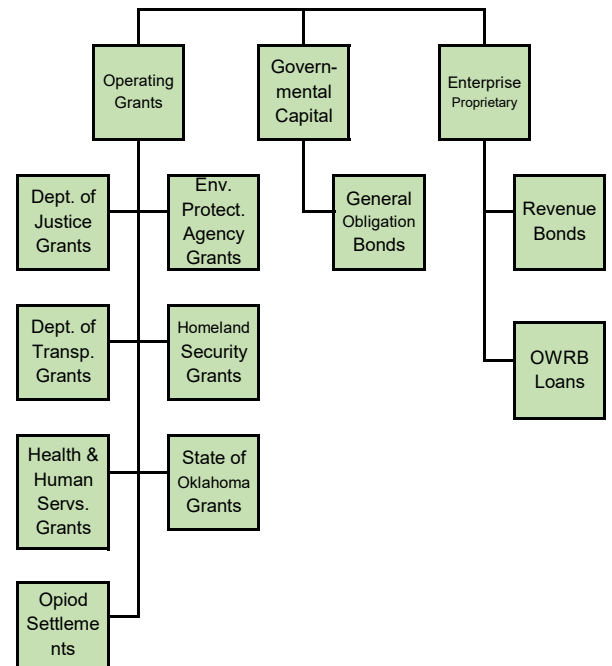 Operating
Grants
Govern-
mental
Capital
Enterprise
Proprietary
Dept. of
Justice
Grants
Env.
Protect.
Agency
Grants
General
Obligation
Bonds
Revenue
Bonds
Dept. of
Transp.
Grants
Homeland
Security
Grants
OWRB
Loans
Health &
Human
Servs.
Grants
State of
Oklahoma
Grants
Opiod
Settleme
nts